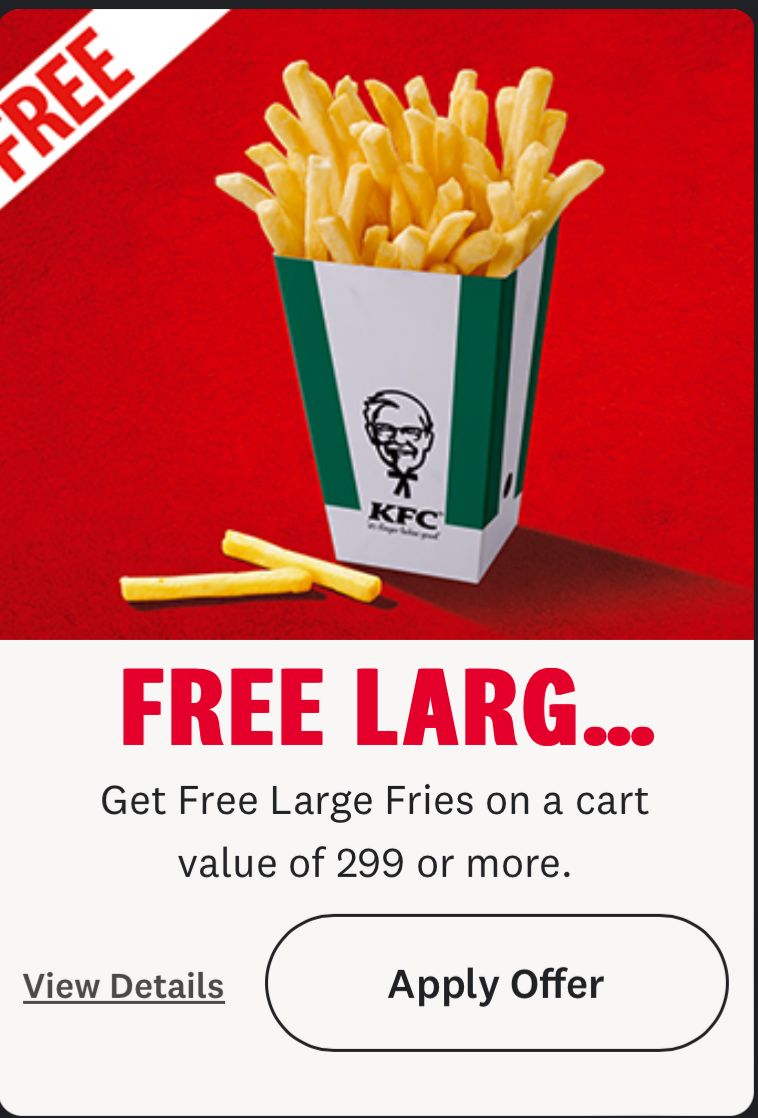 FREE
KFC
FREE LARG...
Get Free Large Fries on a cart
value of 299 or more.
View Details
Apply Offer